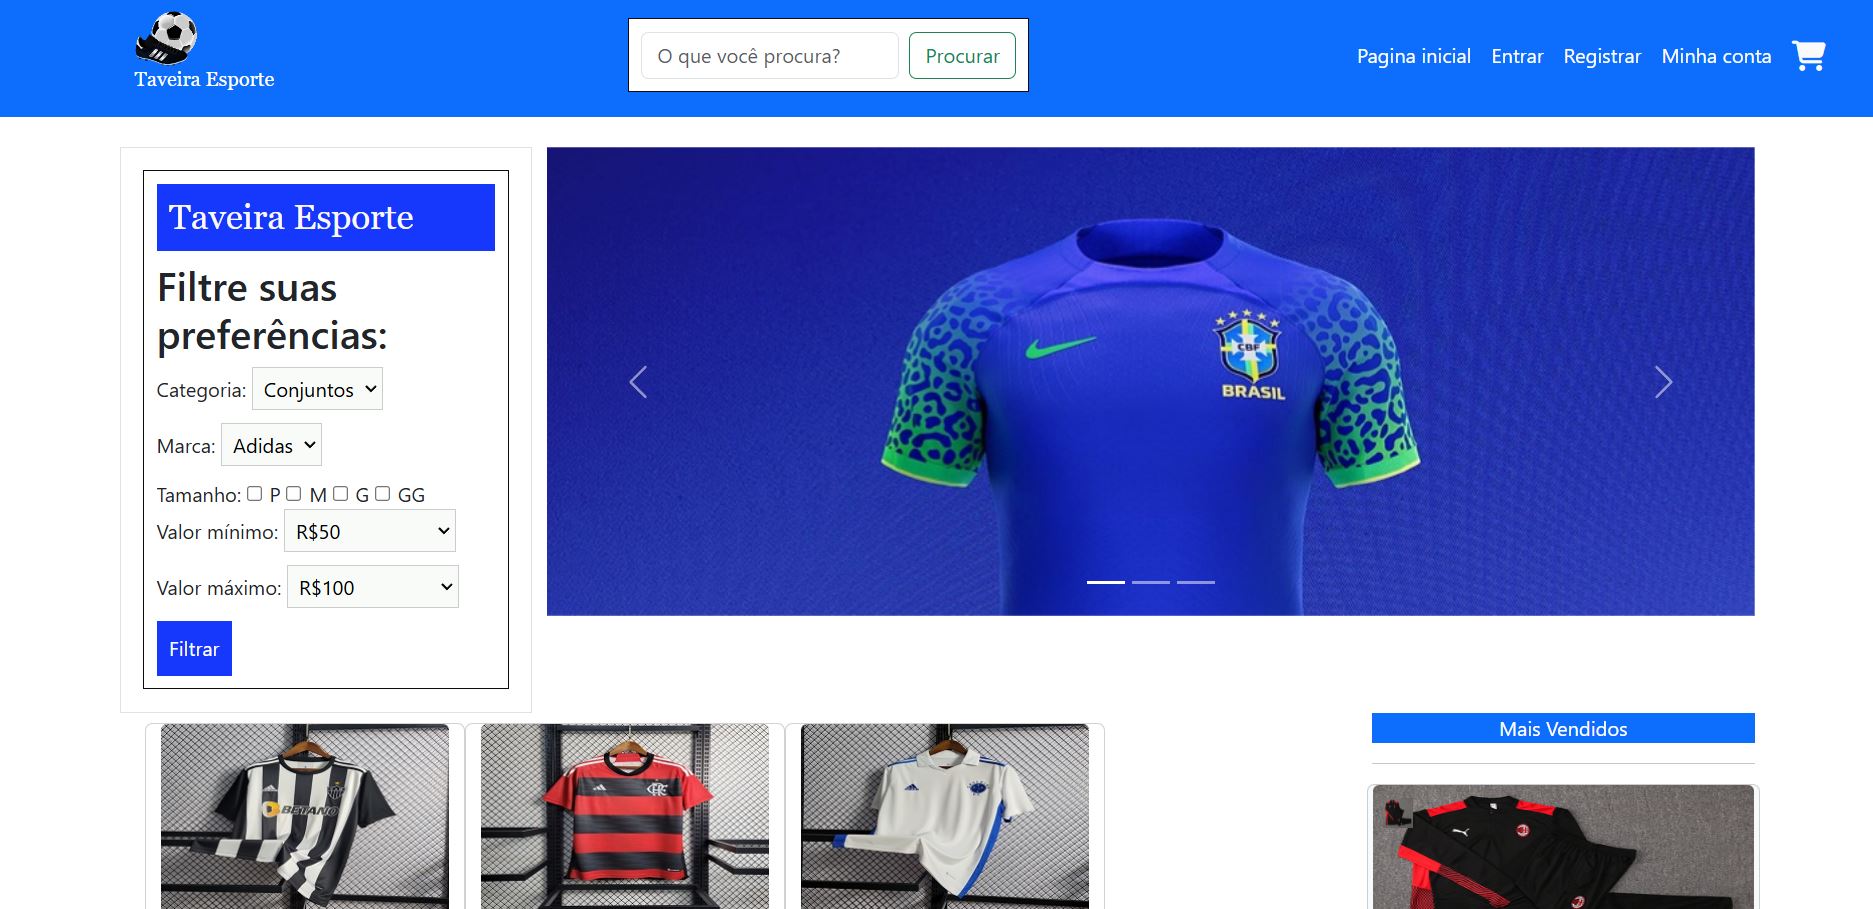 Taveira Esporte
O que você procura?
Procurar
Pagina inicial
Entrar
Registrar
Minha conta
Taveira Esporte
Filtre suas
preferências:
Categoria: Conjuntos
Marca: Adidas
Tamanho: P M G GG
Valor mínimo: R$50
Valor máximo: R$100
Filtrar
CBF
BRASIL
BETANO
Mais Vendidos